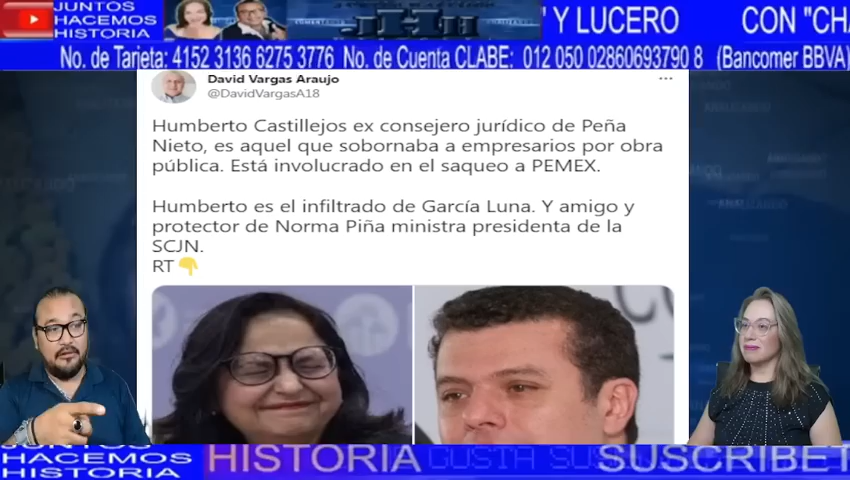 JUNTOS
HACEMOS
HISTORIA
" Y LUCERO CON "CHA
No. de Tarjeta: 4152 3136 6275 3776 No. de Cuenta CLABE: 012 050 02860693790 8 (Bancomer BBVA)
David Vargas Araujo
@DavidVargasA18
Humberto Castillejos ex consejero jurídico de Peña
Nieto, es aquel que sobornaba a empresarios por obra
pública. Está involucrado en el saqueo a PEMEX.
Humberto es el infiltrado de García Luna. Y amigo y
protector de Norma Piña ministra presidenta de la
SCJN.
RT👇
JUNTOS
HACEMOS
HISTORIA
HISTORIA GUSTA SUSC SUSCRIBET